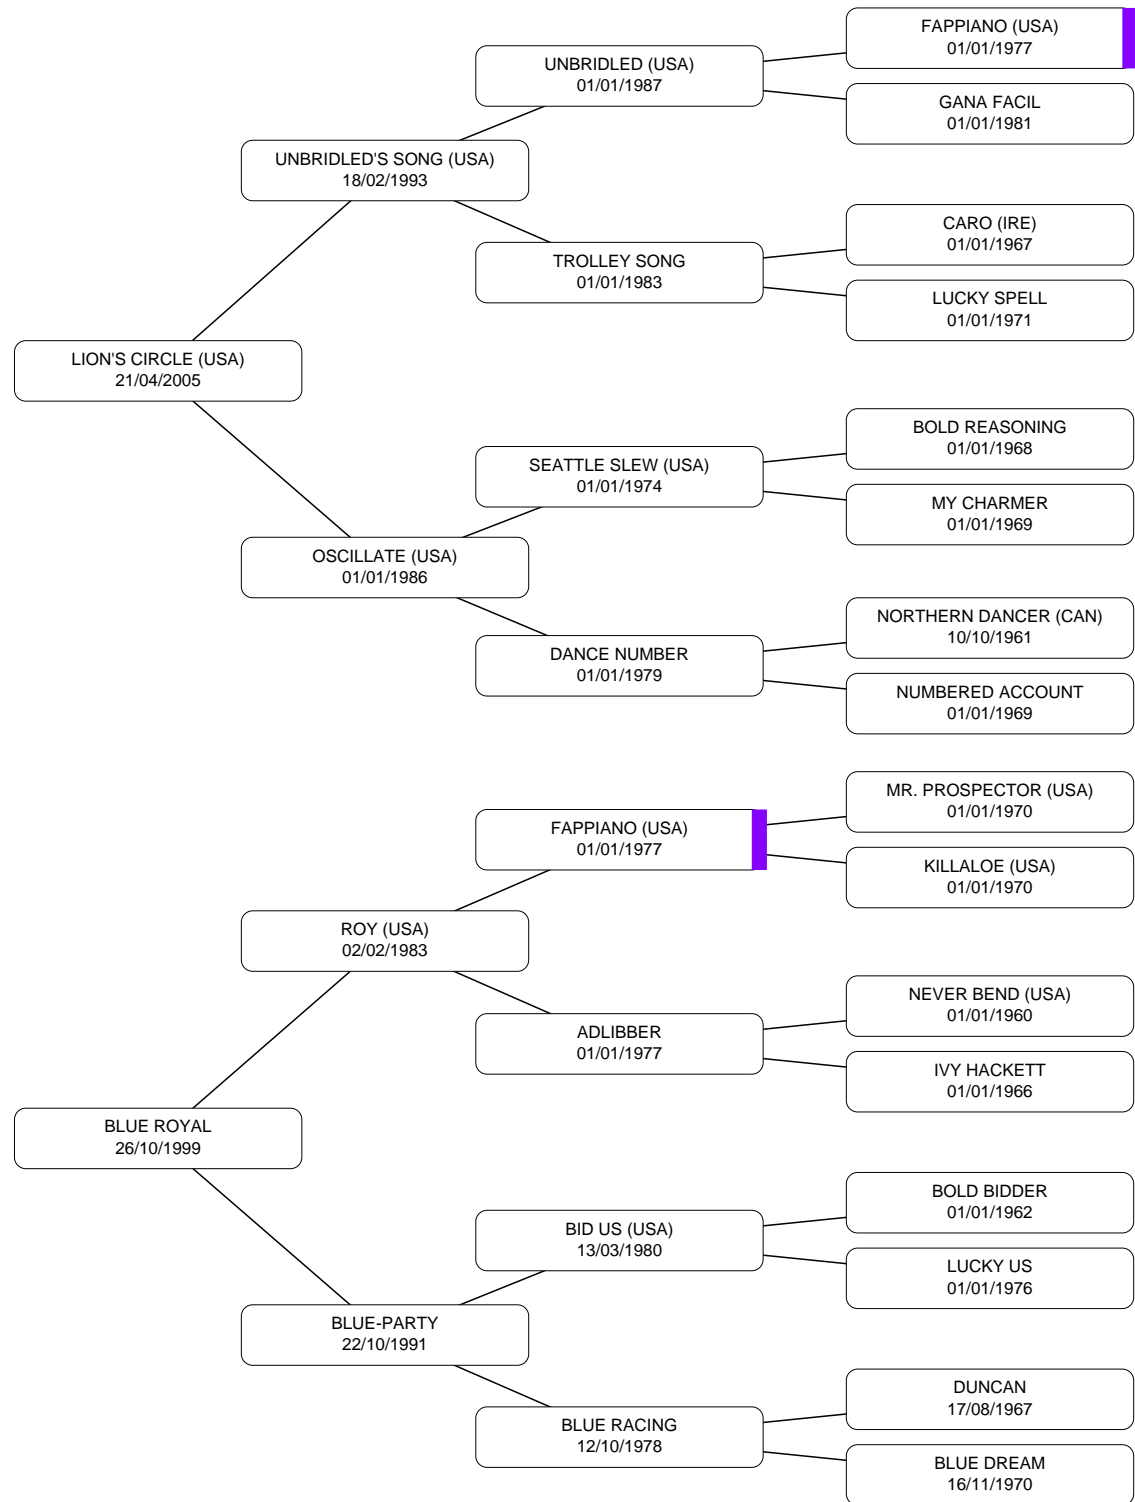 FAPPIANO (USA)
01/01/1977
UNBRIDLED (USA)
01/01/1987
GANA FACIL
01/01/1981
UNBRIDLED'S SONG (USA)
18/02/1993
CARO (IRE)
01/01/1967
TROLLEY SONG
01/01/1983
LUCKY SPELL
01/01/1971
LION'S CIRCLE (USA)
21/04/2005
BOLD REASONING
01/01/1968
SEATTLE SLEW (USA)
01/01/1974
MY CHARMER
01/01/1969
OSCILLATE (USA)
01/01/1986
NORTHERN DANCER (CAN)
10/10/1961
DANCE NUMBER
01/01/1979
NUMBERED ACCOUNT
01/01/1969
MR. PROSPECTOR (USA)
01/01/1970
FAPPIANO (USA)
01/01/1977
KILLALOE (USA)
01/01/1970
ROY (USA)
02/02/1983
NEVER BEND (USA)
01/01/1960
ADLIBBER
01/01/1977
IVY HACKETT
01/01/1966
BLUE ROYAL
26/10/1999
BOLD BIDDER
01/01/1962
BID US (USA)
13/03/1980
LUCKY US
01/01/1976
BLUE-PARTY
22/10/1991
DUNCAN
17/08/1967
BLUE RACING
12/10/1978
BLUE DREAM
16/11/1970